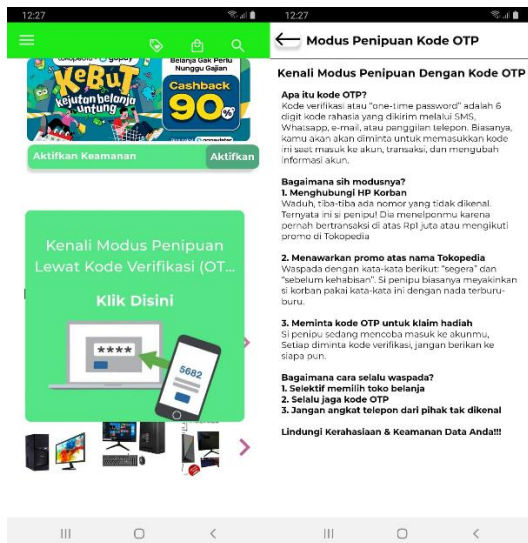 12:27
tokopedia + gopay
KeBUT
kejutan belanja
untung
Belanja Gak Perlu
Nunggu Gajian
Cashback
90%
Aktifkan Keamanan
Aktifkan
Kenali Modus Penipuan
Lewat Kode Verifikasi (OT...
Klik Disini
****
5682
12:27
Modus Penipuan Kode OTP
Kenali Modus Penipuan Dengan Kode OTP
Apa itu kode OTP?
Kode verifikasi atau "one-time password" adalah 6
digit kode rahasia yang dikirim melalui SMS,
Whatsapp, e-mail, atau panggilan telepon. Biasanya,
kamu akan akan diminta untuk memasukkan kode
ini saat masuk ke akun, transaksi, dan mengubah
informasi akun.
Bagaimana sih modusnya?
1. Menghubungi HP Korban
Waduh, tiba-tiba ada nomor yang tidak dikenal.
Ternyata ini si penipu! Dia menelponmu karena
pernah bertransaksi di atas Rp1 juta atau mengikuti
promo di Tokopedia
2. Menawarkan promo atas nama Tokopedia
Waspada dengan kata-kata berikut: "segera" dan
"sebelum kehabisan". Si penipu biasanya meyakinkan
si korban pakai kata-kata ini dengan nada terburu-
buru.
3. Meminta kode OTP untuk klaim hadiah
Si penipu sedang mencoba masuk ke akunmu,
Setiap diminta kode verifikasi, jangan berikan ke
siapa pun.
Bagaimana cara selalu waspada?
1. Selektif memilih toko belanja
2. Selalu jaga kode OTP
3. Jangan angkat telepon dari pihak tak dikenal
Lindungi Kerahasiaan & Keamanan Data Anda!!!